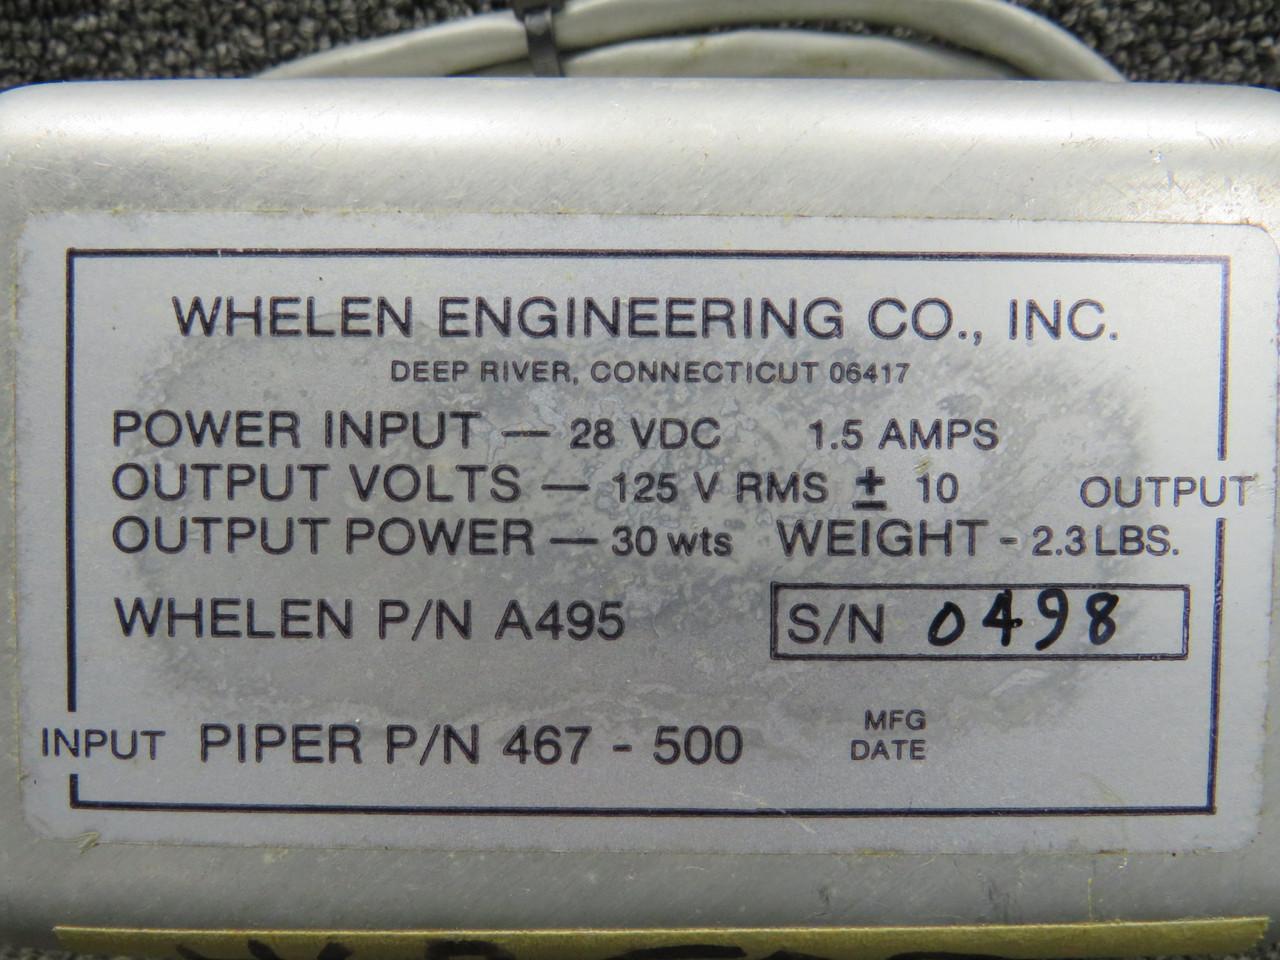 WHELEN ENGINEERING CO., INC.
DEEP RIVER, CONNECTICUT 06417
POWER INPUT — 28 VDC 1.5 AMPS
OUTPUT VOLTS — 125 V RMS ± 10 OUTPUT
OUTPUT POWER — 30 wts WEIGHT - 2.3 LBS.
WHELEN P/N A495 S/N 0498
INPUT PIPER P/N 467 - 500 MFG DATE